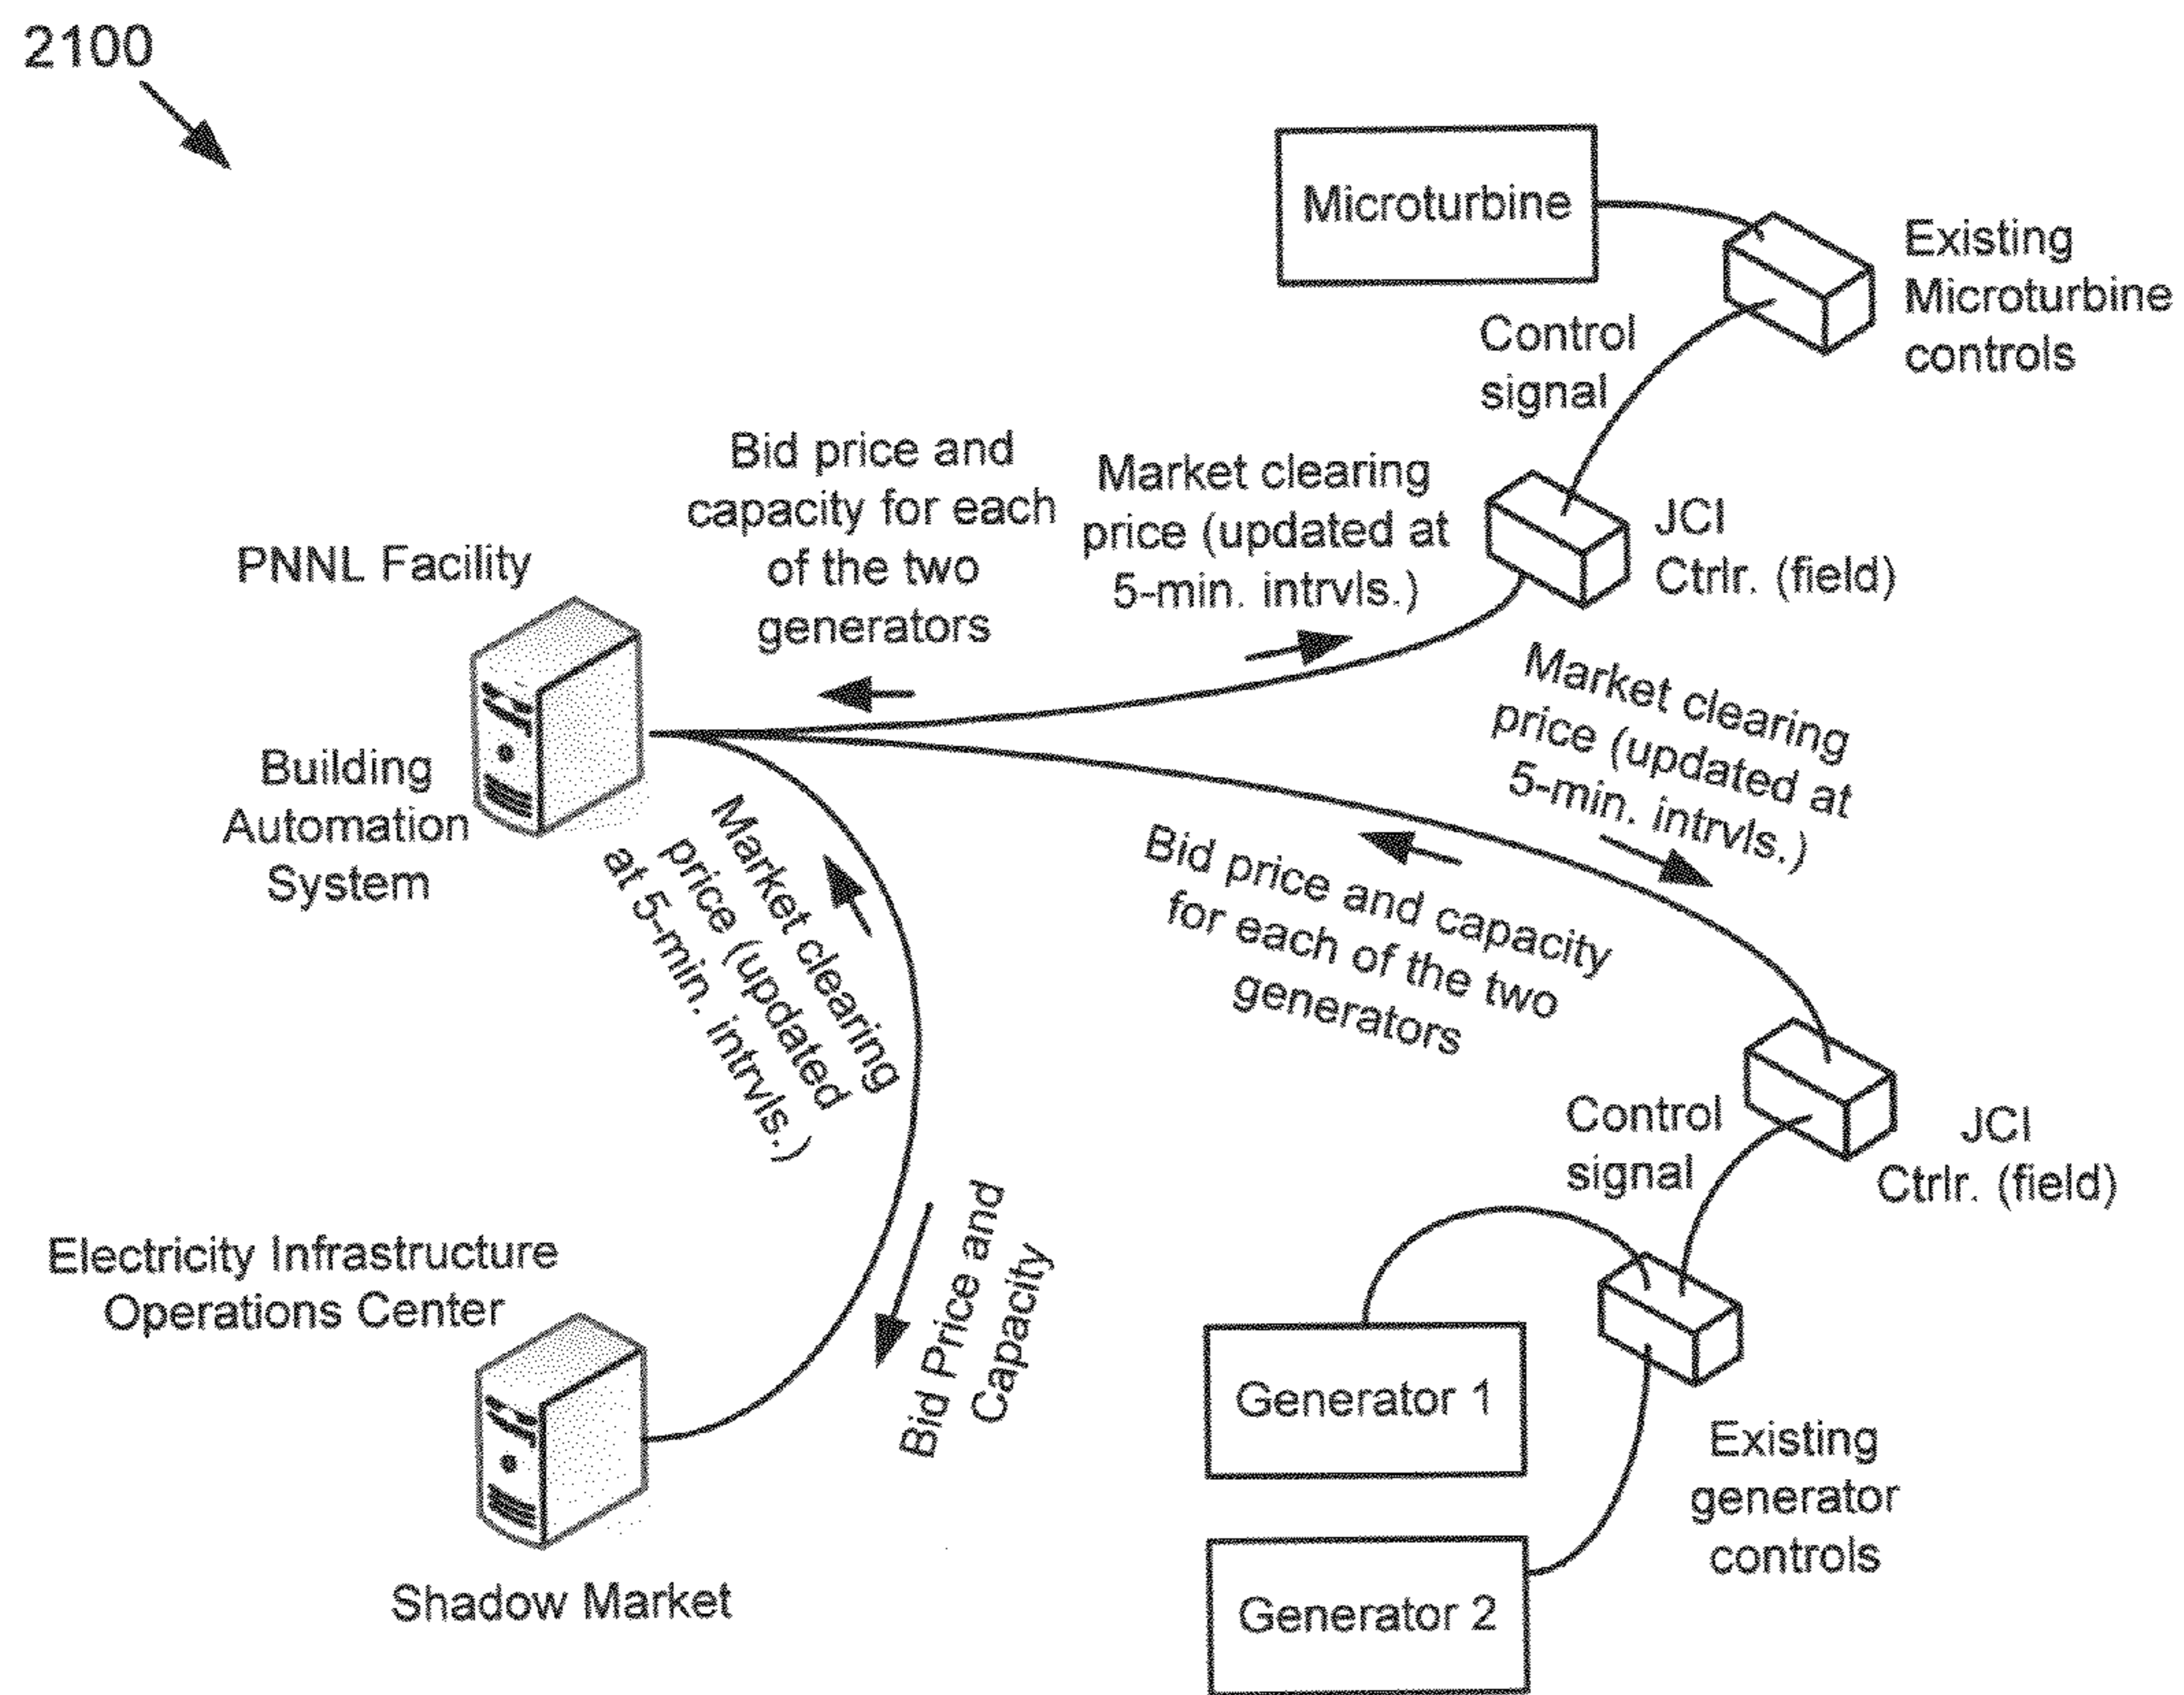 2100
Microturbine
Existing
Microturbine
controls
Control
signal
Bid price and
capacity for each
of the two
generators
Market clearing
price (updated at
5-min. intrvls.)
JCI
Ctrlr. (field)
PNNL Facility
Building
Automation
System
Market clearing
price (updated at
5-min. intrvls.)
Bid price and capacity
for each of the two
generators
Market clearing
price (updated
at 5-min. intrvls.)
Control
signal
JCI
Ctrlr. (field)
Bid Price and
Capacity
Electricity Infrastructure
Operations Center
Shadow Market
Generator 1
Existing
generator
controls
Generator 2